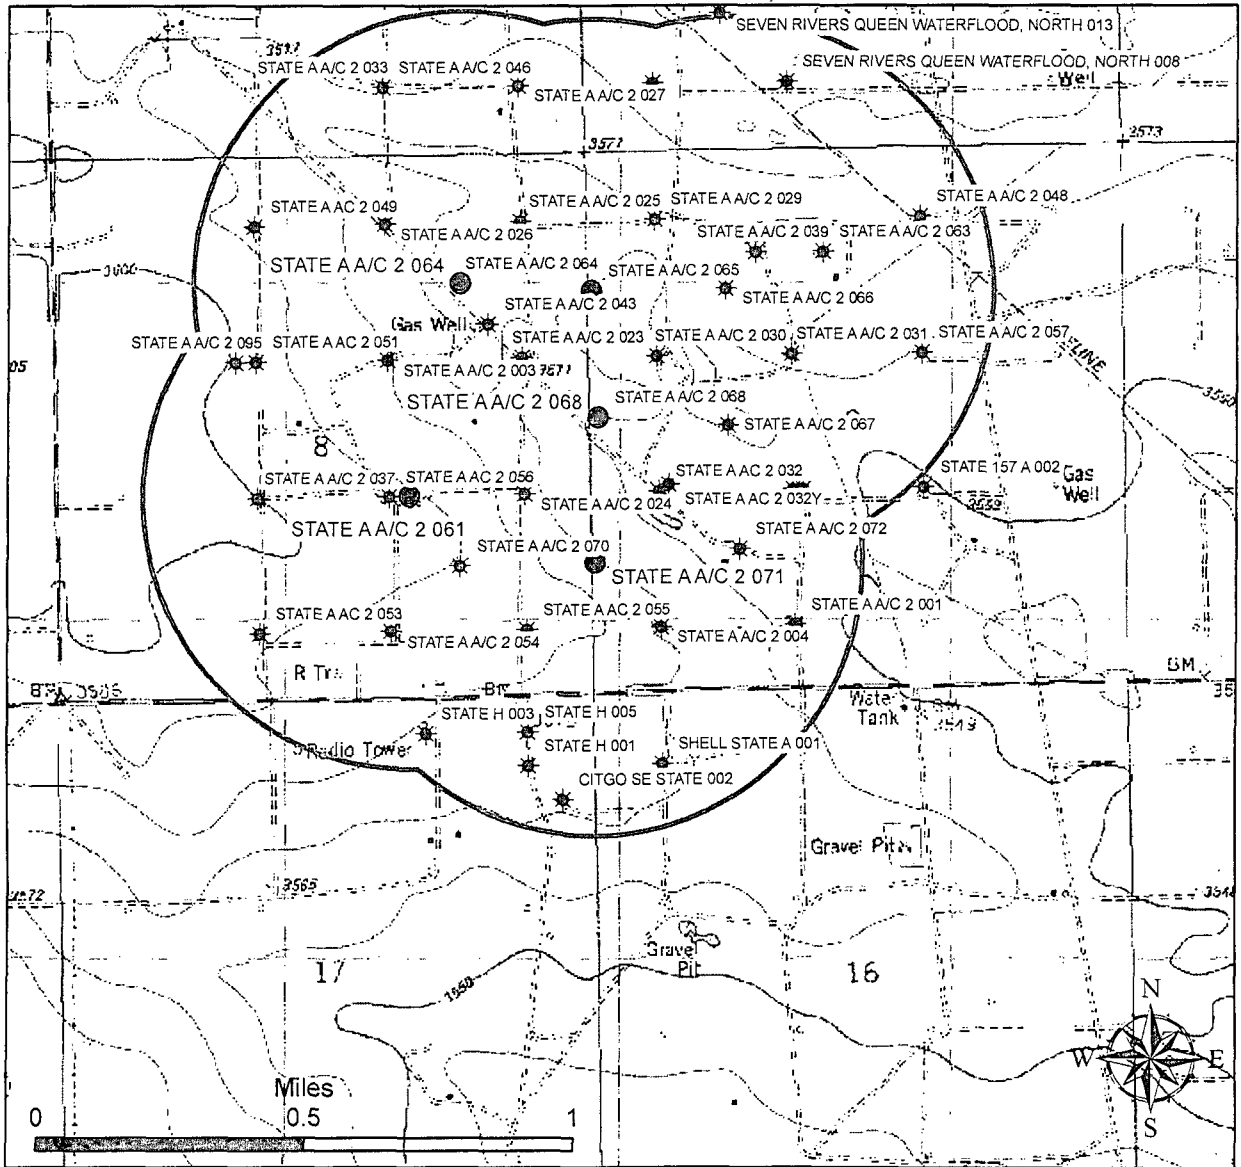 SEVEN RIVERS QUEEN WATERFLOOD, NORTH 013
STATE A A/C 2 033
STATE A A/C 2 046
SEVEN RIVERS QUEEN WATERFLOOD, NORTH 008
Well
STATE A A/C 2 027
3577
3573
STATE A AC 2 049
STATE A A/C 2 025
STATE A A/C 2 029
STATE A A/C 2 048
STATE A A/C 2 026
STATE A A/C 2 039
STATE A A/C 2 063
STATE A A/C 2 064
STATE A A/C 2 064
STATE A A/C 2 065
3600
STATE A A/C 2 066
STATE A A/C 2 043
Gas Well
STATE A A/C 2 095
STATE A AC 2 051
STATE A A/C 2 023
STATE A A/C 2 030
STATE A A/C 2 031
STATE A A/C 2 057
STATE A A/C 2 003
05
STATE A A/C 2 068
STATE A A/C 2 068
STATE A A/C 2 067
8
STATE A A/C 2 037
STATE A AC 2 056
STATE A AC 2 032
STATE 157 A 002
Gas
Well
STATE A A/C 2 024
STATE A AC 2 032Y
3559
STATE A A/C 2 061
STATE A A/C 2 072
STATE A A/C 2 070
STATE A A/C 2 071
STATE A AC 2 053
STATE A AC 2 055
STATE A A/C 2 001
STATE A A/C 2 054
STATE A A/C 2 004
BM
STATE H 003
STATE H 005
Tank
3549
Radio Tower
STATE H 001
SHELL STATE A 001
CITGO SE STATE 002
Gravel Pit
3565
Gravel
Pit
17
16
3550
N
W
E
S
Miles
0
0.5
1